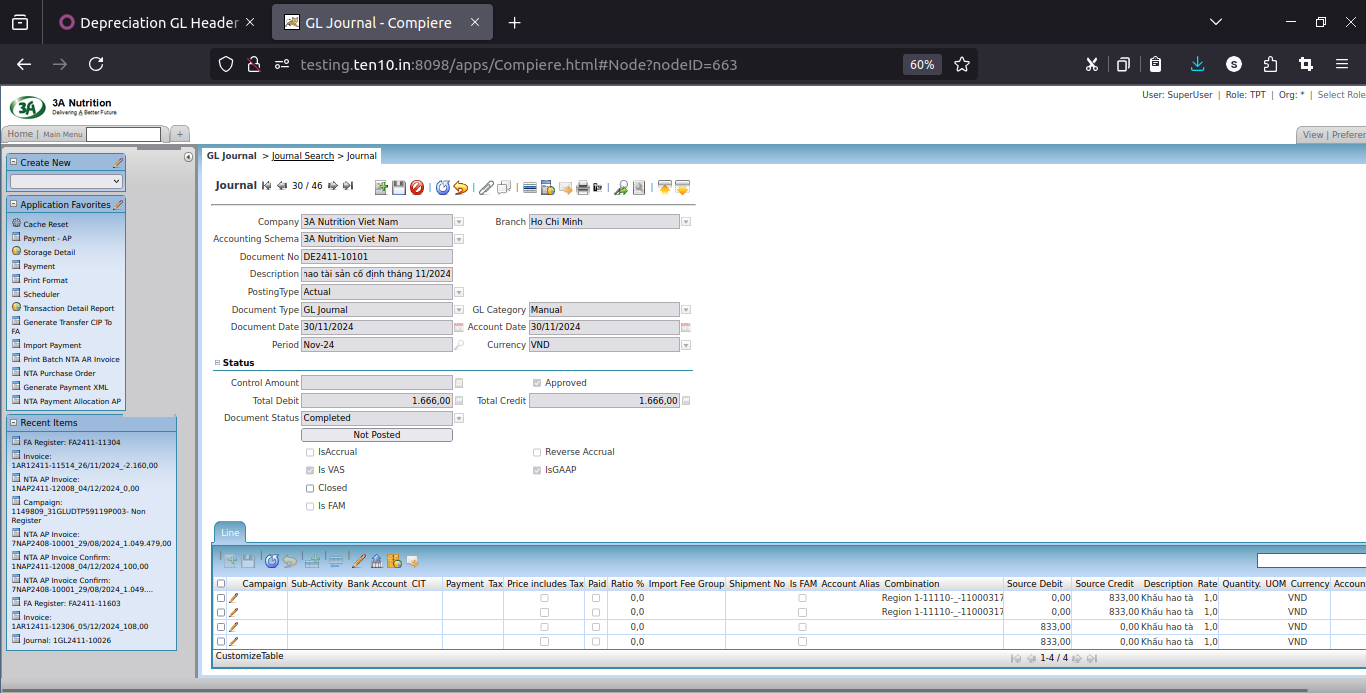 Depreciation GL Header
GL Journal - Compiere
testing.ten10.in:8098/apps/Compiere.html#Node?nodeID=663
60%
S
3A
3A Nutrition
Delivering A Better Future
User: SuperUser | Role: TPT | Org: * | Select Role
Home | Main Menu
+
View | Preferen
Create New
Application Favorites
Cache Reset
Payment - AP
Storage Detail
Payment
Print Format
Scheduler
Transaction Detail Report
Generate Transfer CIP To
FA
Import Payment
Print Batch NTA AR Invoice
NTA Purchase Order
Generate Payment XML
NTA Payment Allocation AP
Recent Items
FA Register: FA2411-11304
Invoice:
1AR12411-11514_26/11/2024_-2.160,00
NTA AP Invoice:
1NAP2411-12008_04/12/2024_0,00
Campaign:
1149809_31GLUDTP59119P003- Non
Register
NTA AP Invoice:
7NAP2408-10001_29/08/2024_1.049.479,00
NTA AP Invoice Confirm:
1NAP2411-12008_04/12/2024_100,00
NTA AP Invoice Confirm:
7NAP2408-10001_29/08/2024_1.049....
FA Register: FA2411-11603
Invoice:
1AR12411-12306_05/12/2024_108,00
Journal: 1GL2411-10026
GL Journal > Journal Search > Journal
Journal 30 / 46
Company 3A Nutrition Viet Nam Branch Ho Chi Minh
Accounting Schema 3A Nutrition Viet Nam
Document No DE2411-10101
Description hao tài sản cố định tháng 11/2024
PostingType Actual
Document Type GL Journal GL Category Manual
Document Date 30/11/2024 Account Date 30/11/2024
Period Nov-24 Currency VND
Status
Control Amount Approved
Total Debit 1.666,00 Total Credit 1.666,00
Document Status Completed
Not Posted
IsAccrual Reverse Accrual
Is VAS IsGAAP
Closed
Is FAM
Line
Campaign Sub-Activity Bank Account CIT Payment Tax Price includes Tax Paid Ratio % Import Fee Group Shipment No Is FAM Account Alias Combination Source Debit Source Credit Description Rate Quantity. UOM Currency Accoun
0,0 Region 1-11110-_-11000317 0,00 833,00 Khấu hao tà 1,0 VND
0,0 Region 1-11110-_-11000317 0,00 833,00 Khấu hao tà 1,0 VND
0,0 833,00 0,00 Khấu hao tà 1,0 VND
0,0 833,00 0,00 Khấu hao tà 1,0 VND
CustomizeTable 1-4 / 4